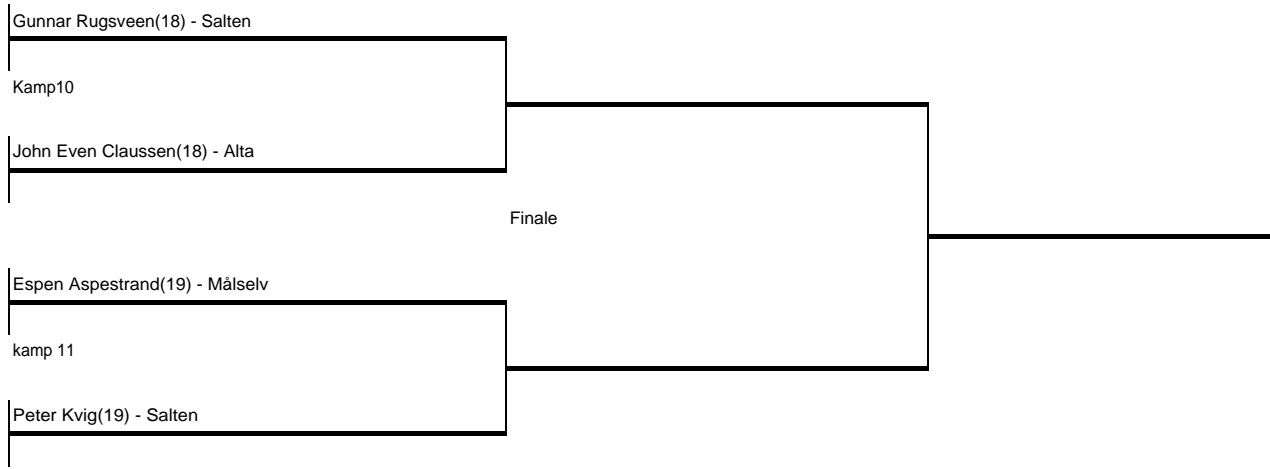 Gunnar Rugsveen(18) - Salten
Kamp10
John Even Claussen(18) - Alta
Finale
Espen Aspestrand(19) - Målselv
kamp 11
Peter Kvig(19) - Salten